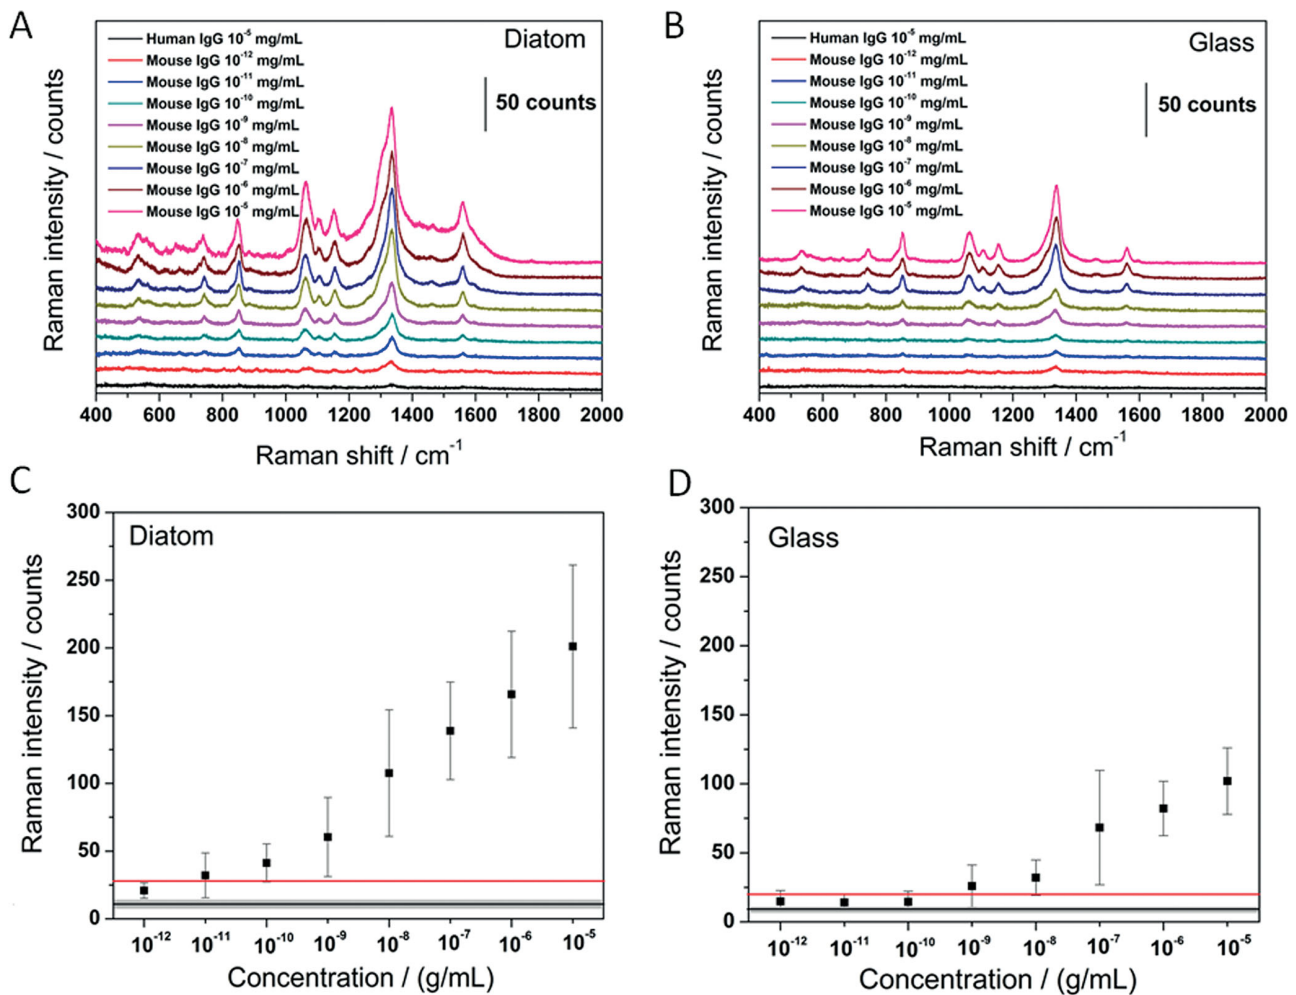 A
Diatom
Human IgG 10⁻⁵ mg/mL
Mouse IgG 10⁻¹² mg/mL
Mouse IgG 10⁻¹¹ mg/mL
Mouse IgG 10⁻¹⁰ mg/mL
Mouse IgG 10⁻⁹ mg/mL
Mouse IgG 10⁻⁸ mg/mL
Mouse IgG 10⁻⁷ mg/mL
Mouse IgG 10⁻⁶ mg/mL
Mouse IgG 10⁻⁵ mg/mL
50 counts
Raman intensity / counts
400 600 800 1000 1200 1400 1600 1800 2000
Raman shift / cm⁻¹
B
Glass
Human IgG 10⁻⁵ mg/mL
Mouse IgG 10⁻¹² mg/mL
Mouse IgG 10⁻¹¹ mg/mL
Mouse IgG 10⁻¹⁰ mg/mL
Mouse IgG 10⁻⁹ mg/mL
Mouse IgG 10⁻⁸ mg/mL
Mouse IgG 10⁻⁷ mg/mL
Mouse IgG 10⁻⁶ mg/mL
Mouse IgG 10⁻⁵ mg/mL
50 counts
Raman intensity / counts
400 600 800 1000 1200 1400 1600 1800 2000
Raman shift / cm⁻¹
C
Diatom
Raman intensity / counts
300
250
200
150
100
50
0
10⁻¹² 10⁻¹¹ 10⁻¹⁰ 10⁻⁹ 10⁻⁸ 10⁻⁷ 10⁻⁶ 10⁻⁵
Concentration / (g/mL)
D
Glass
Raman intensity / counts
300
250
200
150
100
50
0
10⁻¹² 10⁻¹¹ 10⁻¹⁰ 10⁻⁹ 10⁻⁸ 10⁻⁷ 10⁻⁶ 10⁻⁵
Concentration / (g/mL)